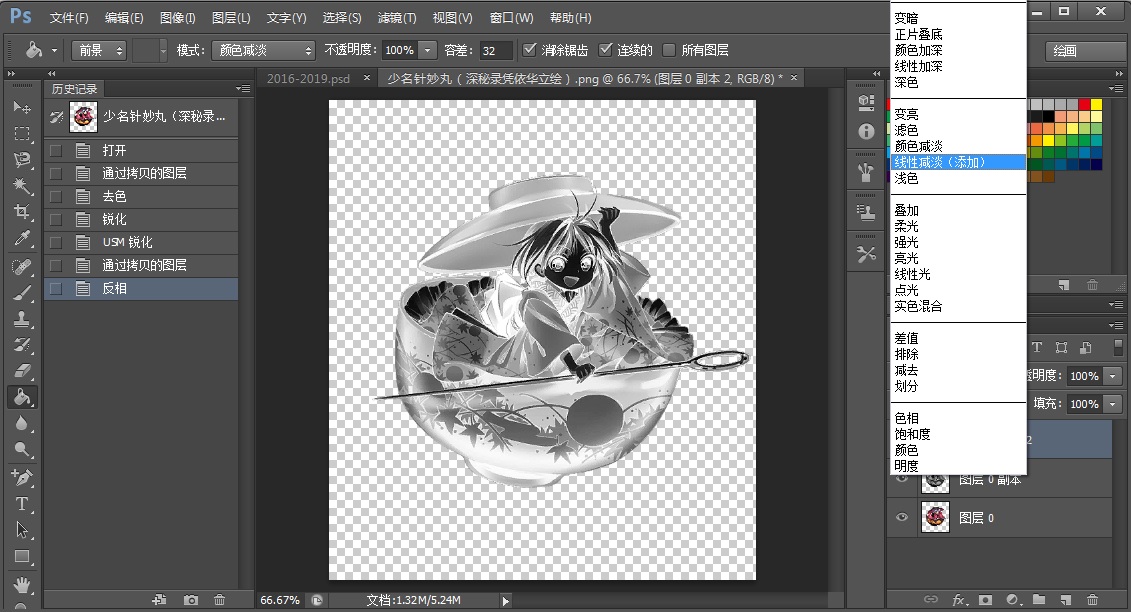 Ps 文件(F) 编辑(E) 图像(I) 图层(L) 文字(Y) 选择(S) 滤镜(T) 视图(V) 窗口(W) 帮助(H)
前景 模式: 颜色减淡 不透明度: 100% 容差: 32 消除锯齿 连续的 所有图层 绘画
2016-2019.psd × 少名针妙丸（深秘录凭依华立绘）.png @ 66.7% (图层 0 副本 2, RGB/8) * ×
历史记录
少名针妙丸（深秘录...
打开
通过拷贝的图层
去色
锐化
USM 锐化
通过拷贝的图层
反相
变暗
正片叠底
颜色加深
线性加深
深色
变亮
滤色
颜色减淡
线性减淡（添加）
浅色
叠加
柔光
强光
亮光
线性光
点光
实色混合
差值
排除
减去
划分
色相
饱和度
颜色
明度
明度: 100%
填充: 100%
2
图层 0 副本
图层 0
fx
66.67% 文档:1.32M/5.24M